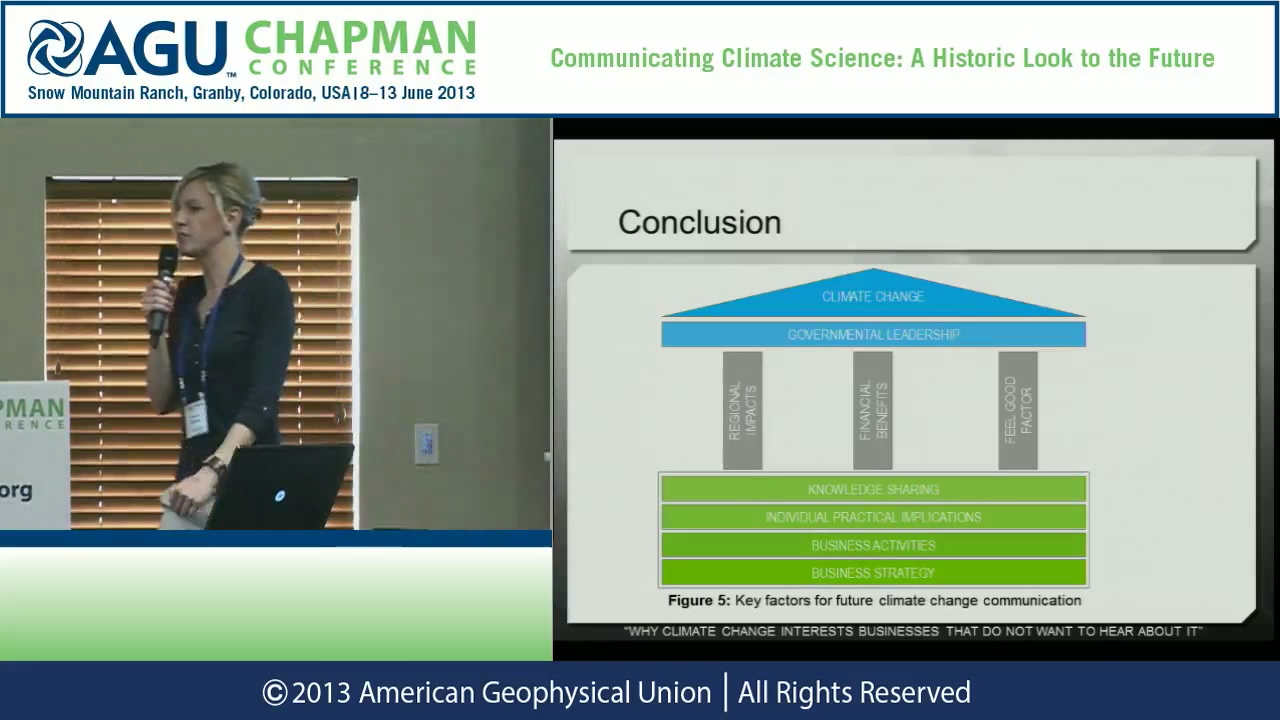 AGU™ CHAPMAN
CONFERENCE
Snow Mountain Ranch, Granby, Colorado, USA|8–13 June 2013
Communicating Climate Science: A Historic Look to the Future
PMAN
ERENCE
org
Conclusion
CLIMATE CHANGE
GOVERNMENTAL LEADERSHIP
REGIONAL
IMPACTS
FINANCIAL
BENEFITS
FEEL GOOD
FACTOR
KNOWLEDGE SHARING
INDIVIDUAL PRACTICAL IMPLICATIONS
BUSINESS ACTIVITIES
BUSINESS STRATEGY
Figure 5: Key factors for future climate change communication
“WHY CLIMATE CHANGE INTERESTS BUSINESSES THAT DO NOT WANT TO HEAR ABOUT IT”
©2013 American Geophysical Union | All Rights Reserved